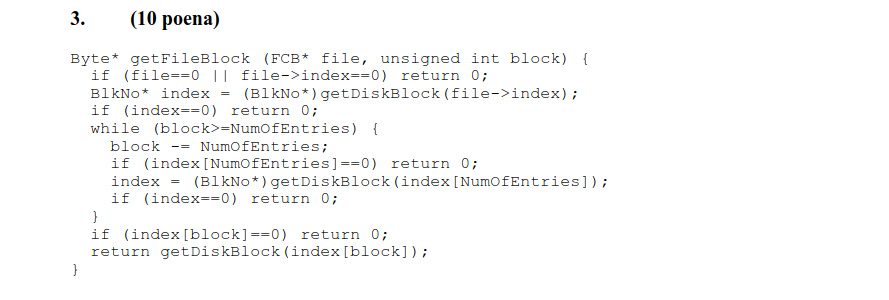 3. (10 poena)
Byte* getFileBlock (FCB* file, unsigned int block) {
if (file==0 || file->index==0) return 0;
BlkNo* index = (BlkNo*)getDiskBlock(file->index);
if (index==0) return 0;
while (block>=NumOfEntries) {
block -= NumOfEntries;
if (index[NumOfEntries]==0) return 0;
index = (BlkNo*)getDiskBlock(index[NumOfEntries]);
if (index==0) return 0;
}
if (index[block]==0) return 0;
return getDiskBlock(index[block]);
}